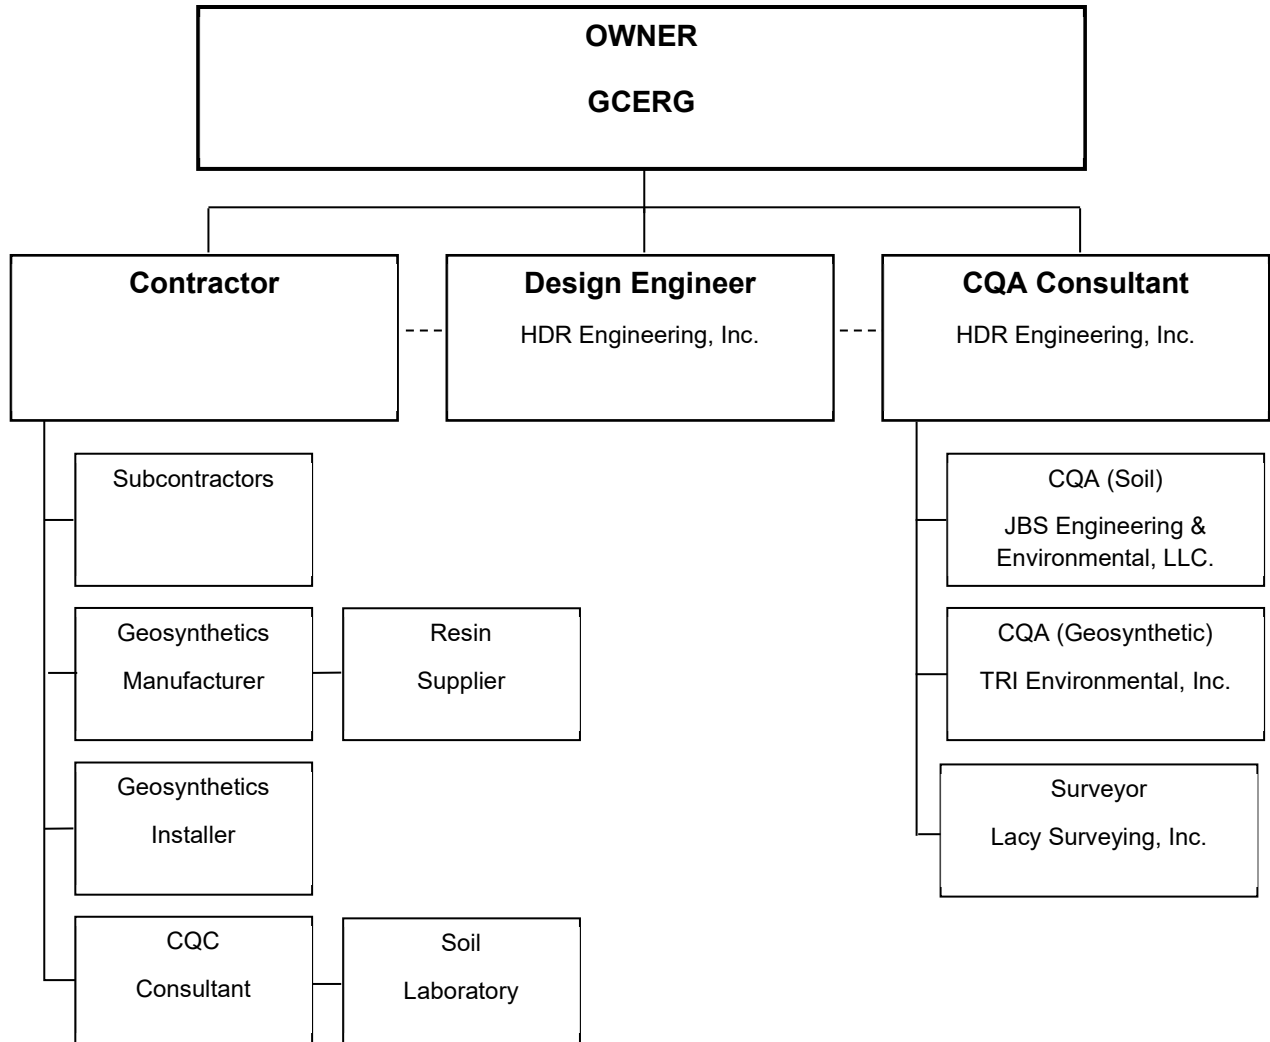 OWNER
GCERG
Contractor
Design Engineer
HDR Engineering, Inc.
CQA Consultant
HDR Engineering, Inc.
Subcontractors
Geosynthetics
Manufacturer
Resin
Supplier
Geosynthetics
Installer
CQC
Consultant
Soil
Laboratory
CQA (Soil)
JBS Engineering &
Environmental, LLC.
CQA (Geosynthetic)
TRI Environmental, Inc.
Surveyor
Lacy Surveying, Inc.